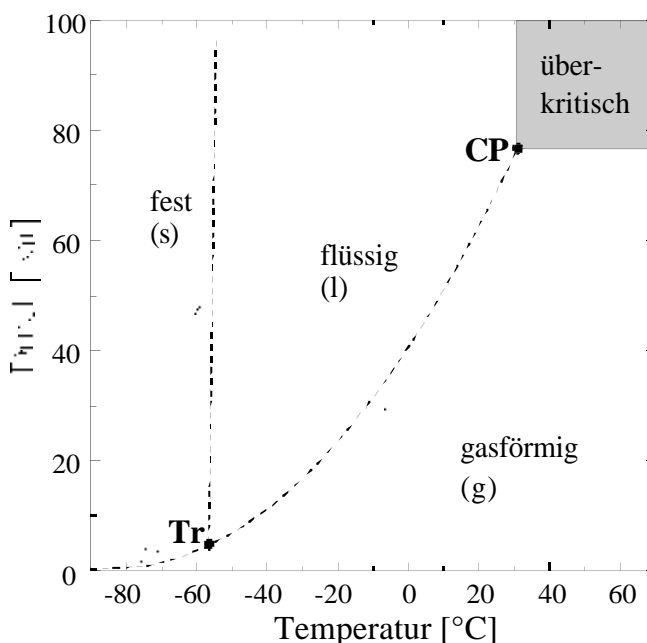 100
über-
kritisch
80
CP
fest
(s)
60
flüssig
(l)
40
20
gasförmig
(g)
Tr
0
-80 -60 -40 -20 0 20 40 60
Temperatur [°C]